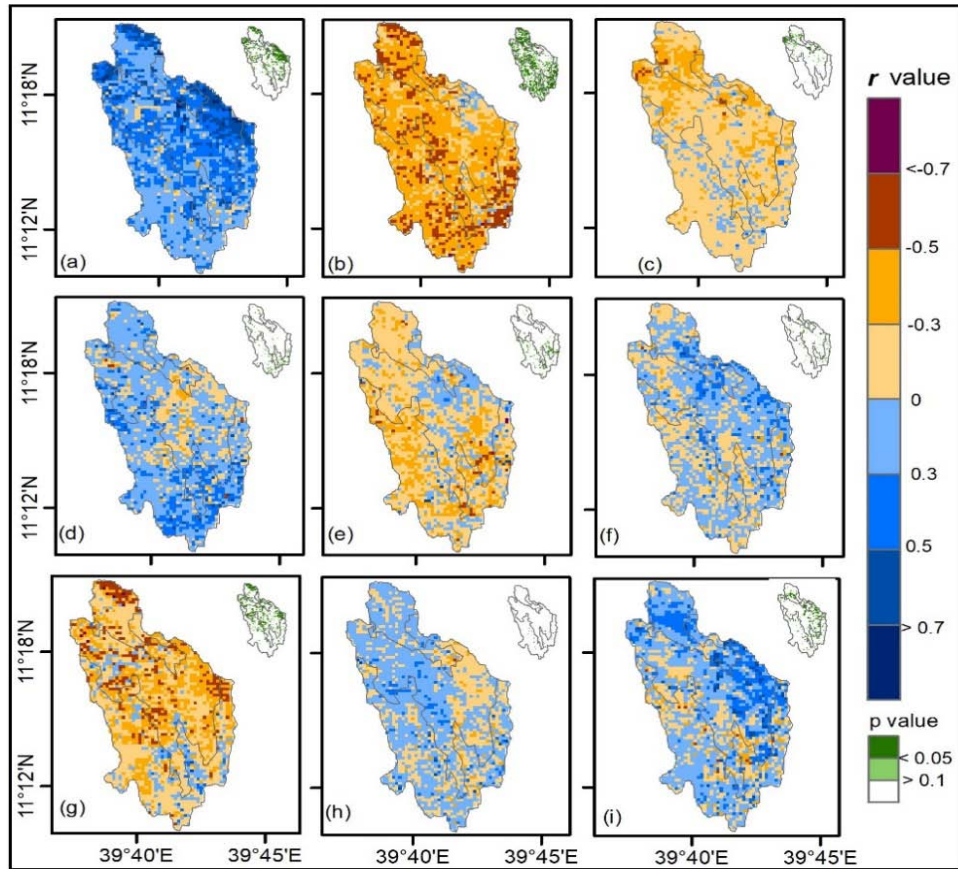 r value
<-0.7
-0.5
-0.3
0
0.3
0.5
> 0.7
p value
< 0.05
> 0.1
11°18'N
11°12'N
(a)
(b)
(c)
11°18'N
11°12'N
(d)
(e)
(f)
11°18'N
11°12'N
(g)
(h)
(i)
39°40'E
39°45'E
39°40'E
39°45'E
39°40'E
39°45'E